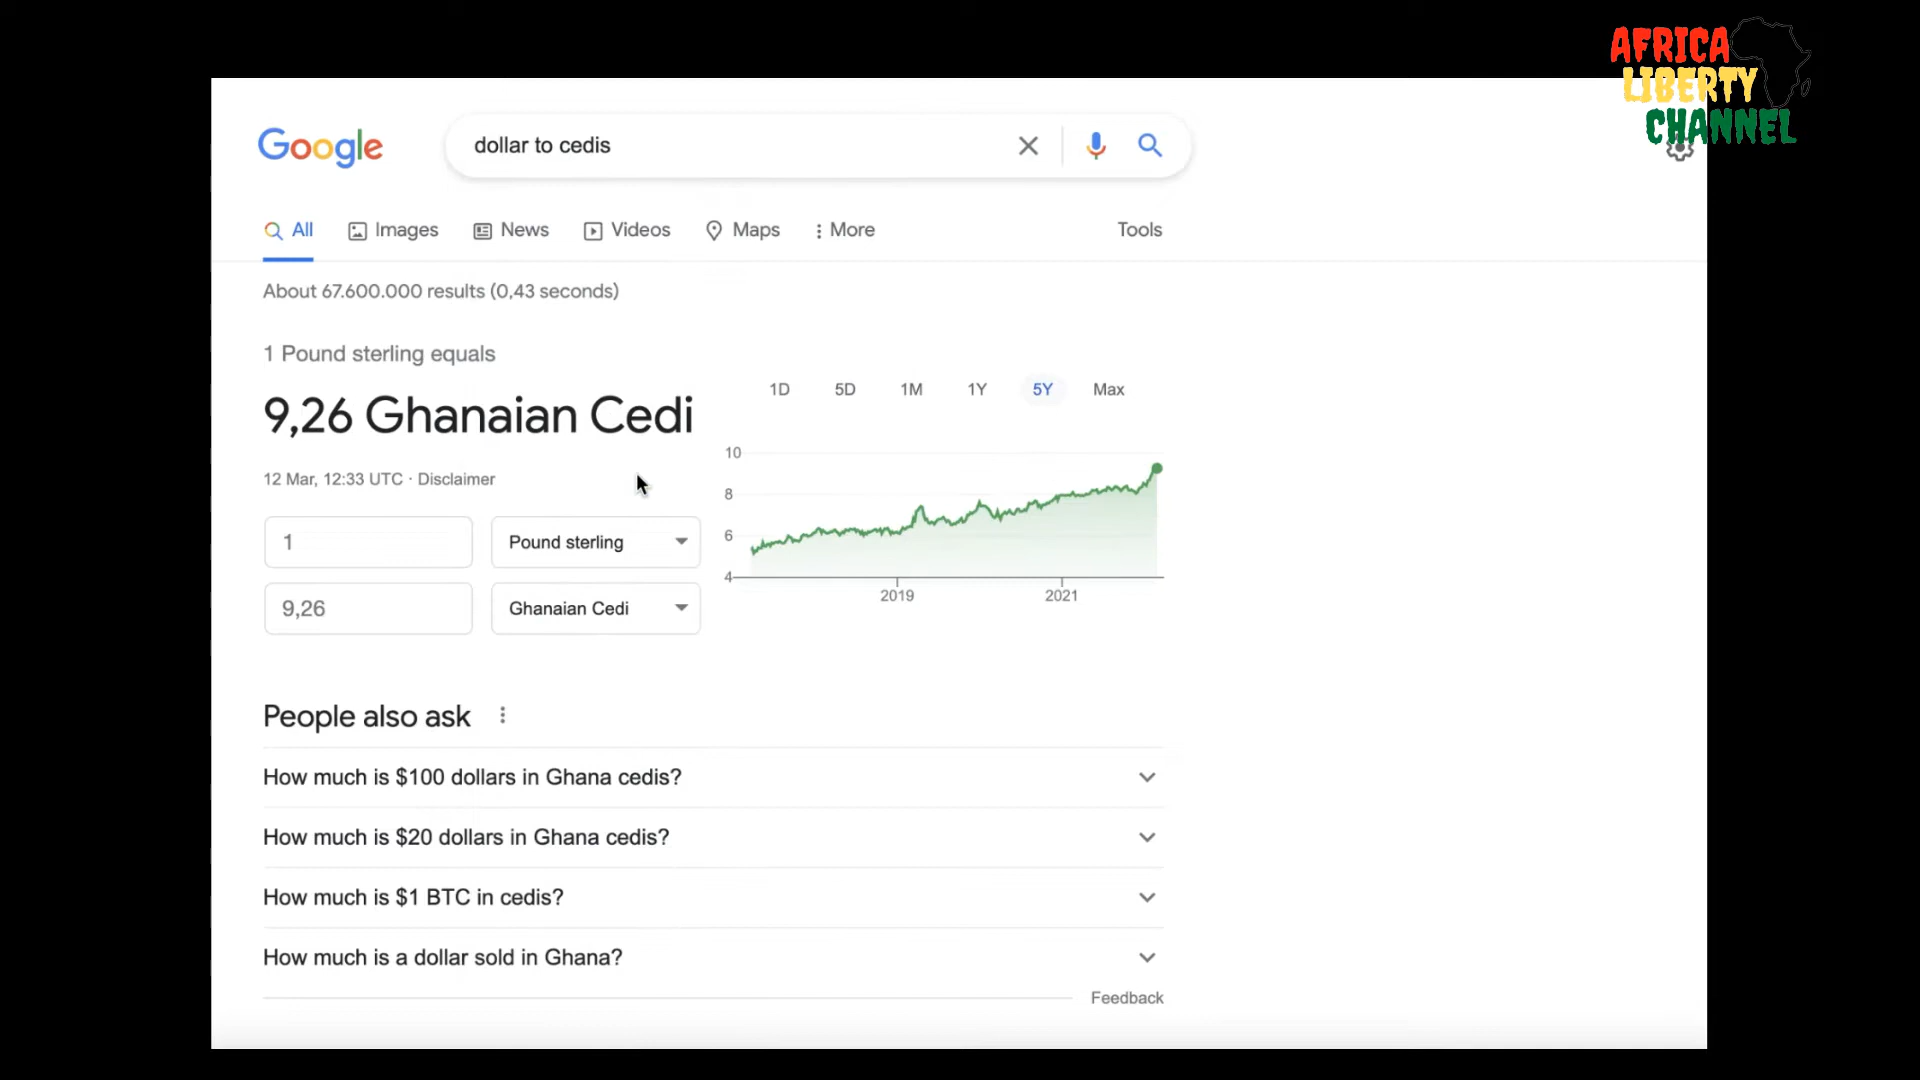 AFRICA
LIBERTY
CHANNEL
Google
dollar to cedis
All Images News Videos Maps More Tools
About 67.600.000 results (0,43 seconds)
1 Pound sterling equals
9,26 Ghanaian Cedi
12 Mar, 12:33 UTC · Disclaimer
1 Pound sterling
9,26 Ghanaian Cedi
1D 5D 1M 1Y 5Y Max
10
8
6
4
2019 2021
People also ask
How much is $100 dollars in Ghana cedis?
How much is $20 dollars in Ghana cedis?
How much is $1 BTC in cedis?
How much is a dollar sold in Ghana?
Feedback